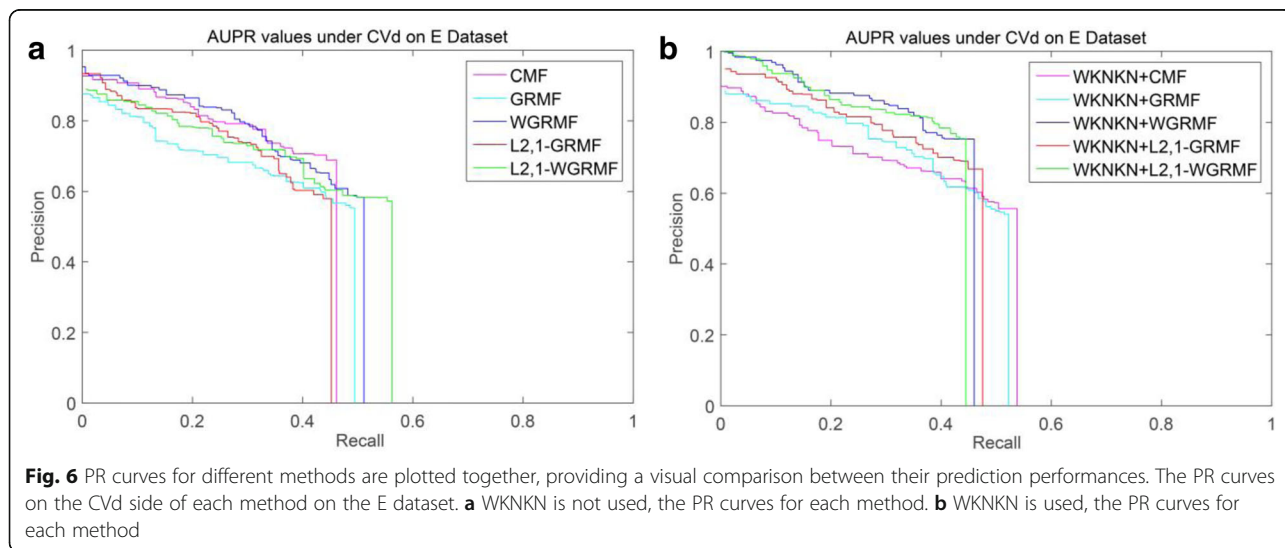 a
AUPR values under CVd on E Dataset
1
0.8
0.6
0.4
0.2
0
Precision
CMF
GRMF
WGRMF
L2,1-GRMF
L2,1-WGRMF
0
0.2
0.4
0.6
0.8
1
Recall
b
AUPR values under CVd on E Dataset
1
0.8
0.6
0.4
0.2
0
Precision
WKNKN+CMF
WKNKN+GRMF
WKNKN+WGRMF
WKNKN+L2,1-GRMF
WKNKN+L2,1-WGRMF
0
0.2
0.4
0.6
0.8
1
Recall
Fig. 6 PR curves for different methods are plotted together, providing a visual comparison between their prediction performances. The PR curves
on the CVd side of each method on the E dataset. a WKNKN is not used, the PR curves for each method. b WKNKN is used, the PR curves for
each method